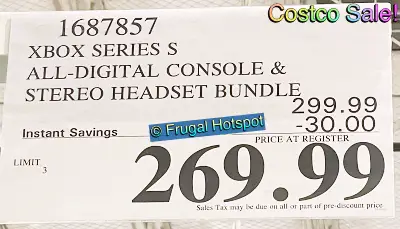 Costco Sale!
1687857
XBOX SERIES S
ALL-DIGITAL CONSOLE &
STEREO HEADSET BUNDLE
299.99
Instant Savings -30.00
© Frugal Hotspot
PRICE AT REGISTER
LIMIT
3
269.99
Sales Tax may be due on all or part of pre-discount price